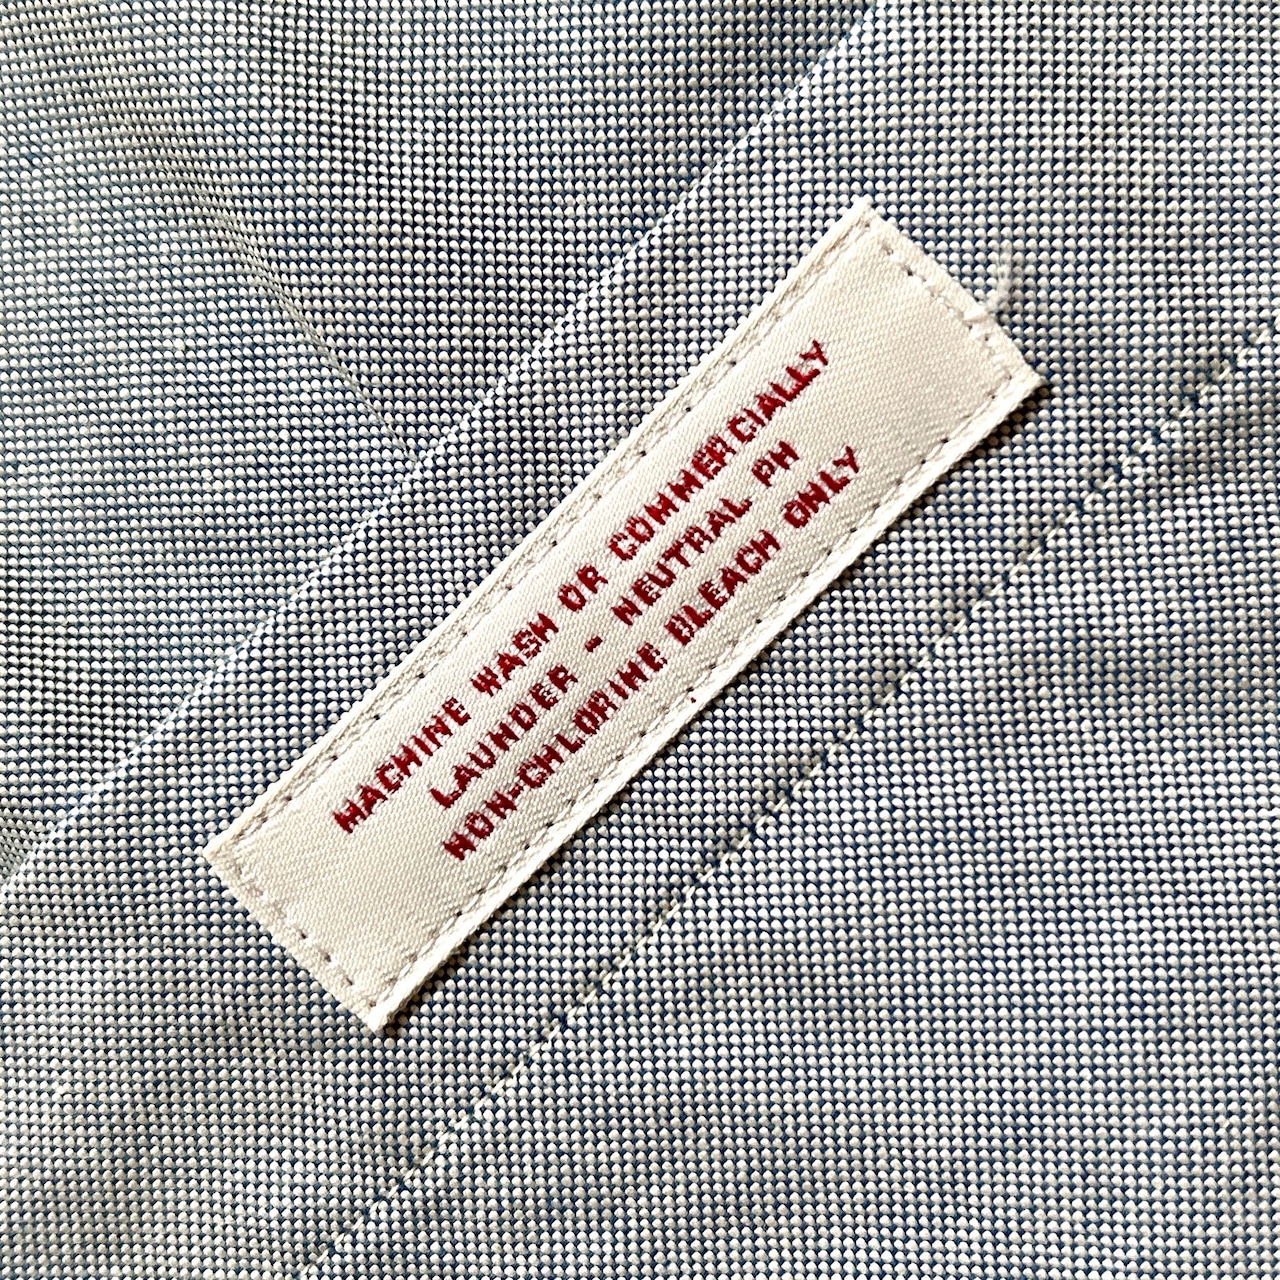 MACHINE WASH OR COMMERCIALLY
LAUNDER - NEUTRAL PH
NON-CHLORINE BLEACH ONLY